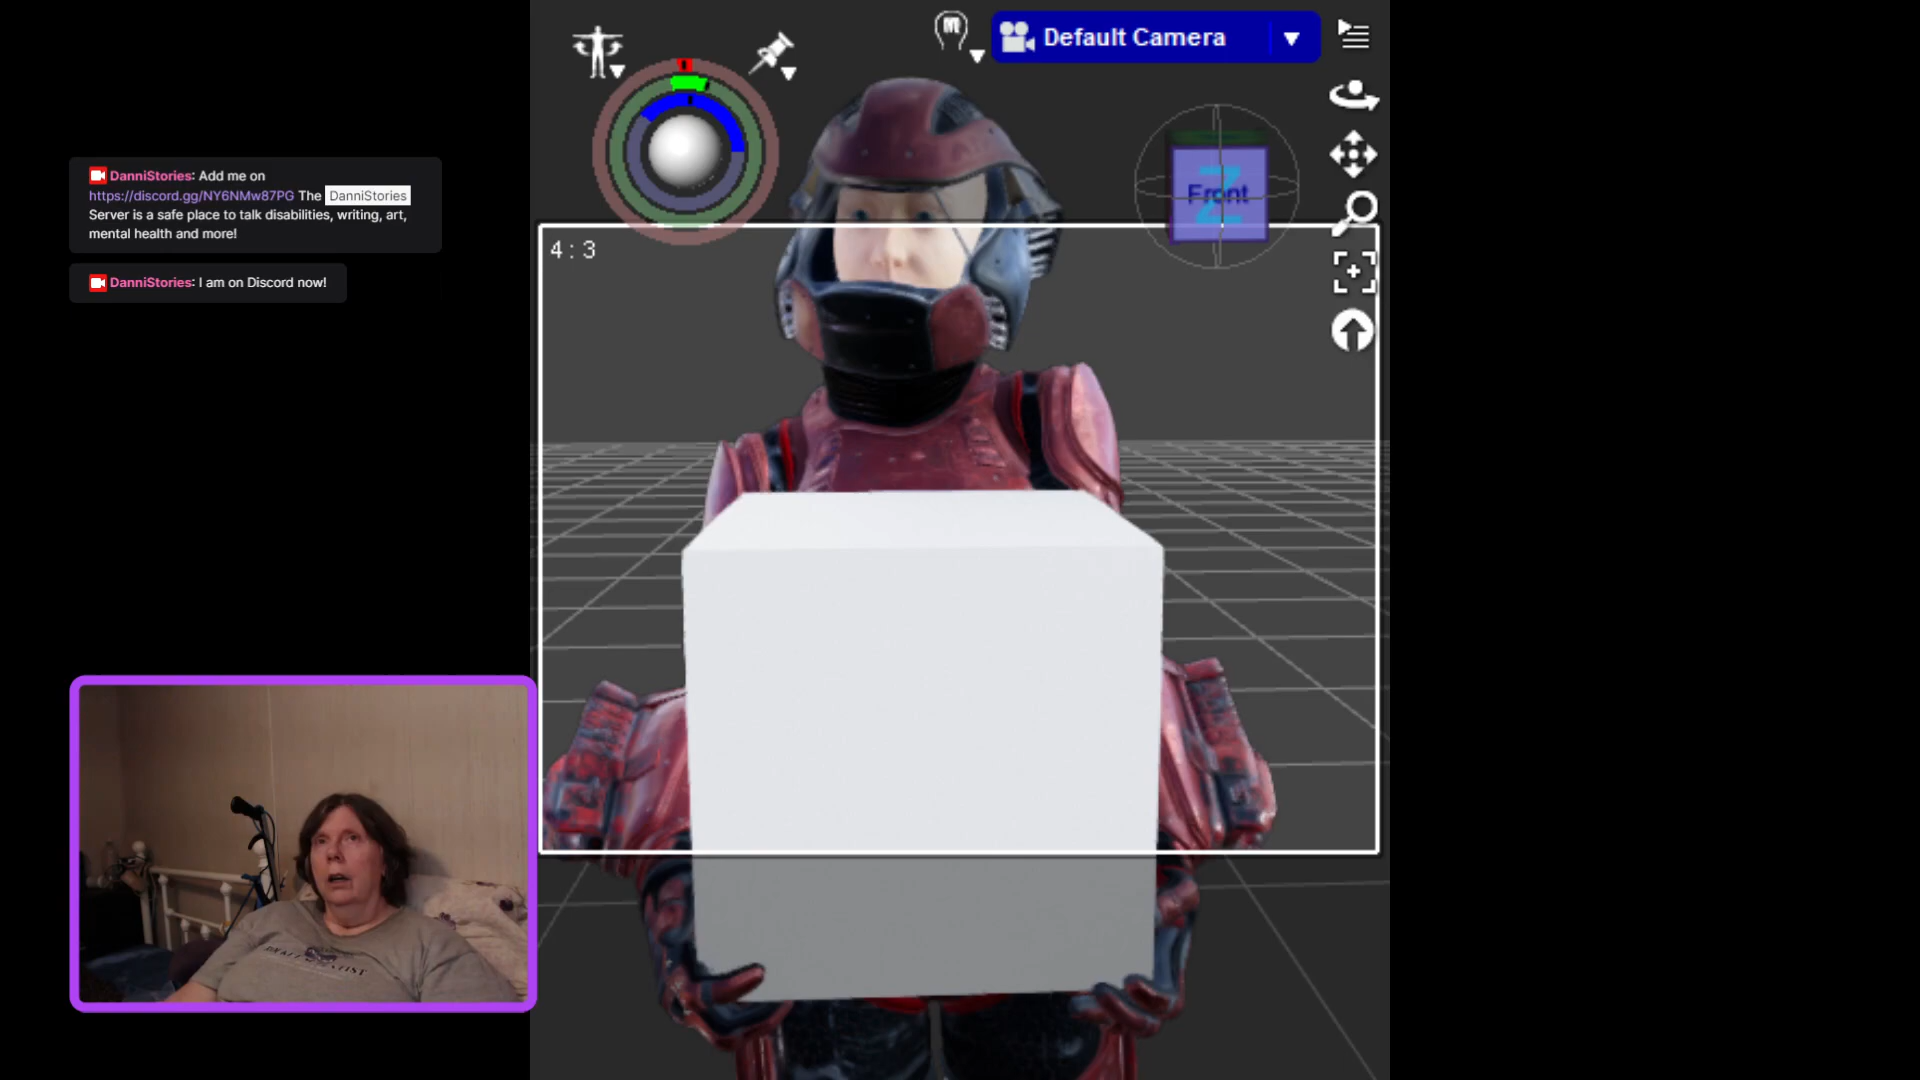 Default Camera
DanniStories: Add me on
https://discord.gg/NY6NMw87PG The DanniStories
Server is a safe place to talk disabilities, writing, art,
mental health and more!
DanniStories: I am on Discord now!
Front
Z
4:3